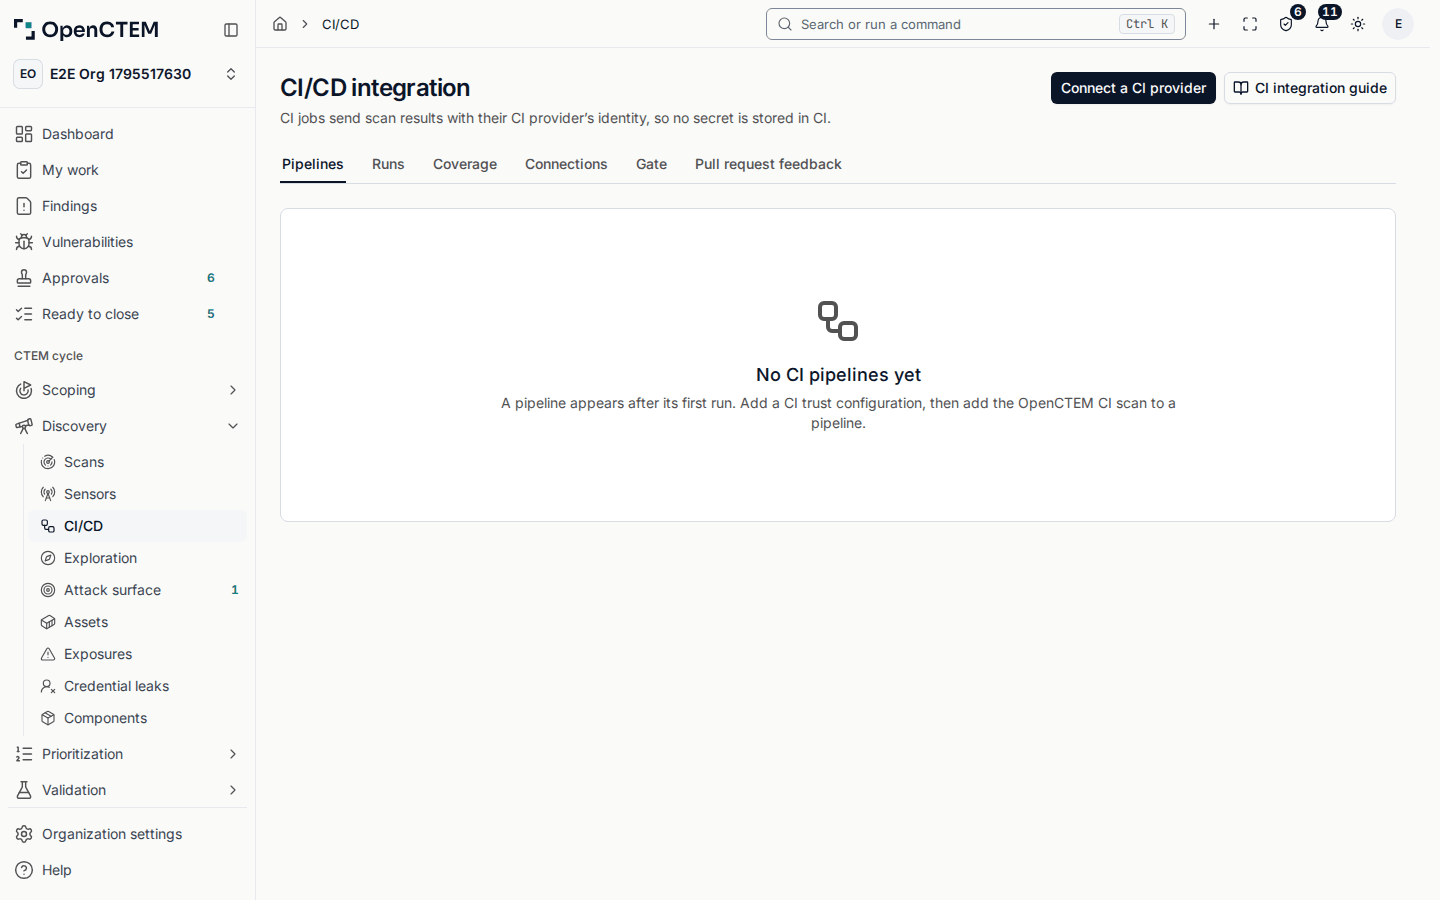 OpenCTEM
EO E2E Org 1795517630
Dashboard
My work
Findings
Vulnerabilities
Approvals 6
Ready to close 5
CTEM cycle
Scoping
Discovery
Scans
Sensors
CI/CD
Exploration
Attack surface 1
Assets
Exposures
Credential leaks
Components
Prioritization
Validation
Organization settings
Help
CI/CD
Search or run a command Ctrl K
6
11
E
CI/CD integration
CI jobs send scan results with their CI provider’s identity, so no secret is stored in CI.
Connect a CI provider
CI integration guide
Pipelines Runs Coverage Connections Gate Pull request feedback
No CI pipelines yet
A pipeline appears after its first run. Add a CI trust configuration, then add the OpenCTEM CI scan to a
pipeline.